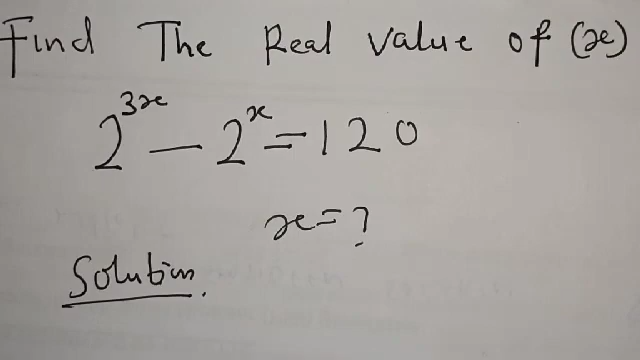 Find The Real value of (x)
2^{3x} - 2^x = 120
x = ?
Solution.